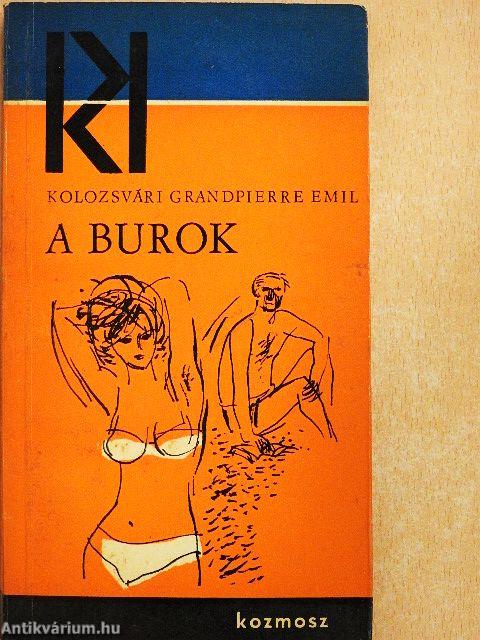 KOLOZSVÁRI GRANDPIERRE EMIL
A BUROK
kozmosz
Antikvárium.hu